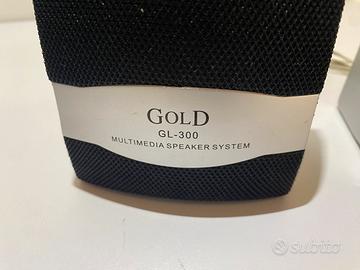 GOLD
GL-300
MULTIMEDIA SPEAKER SYSTEM
subito